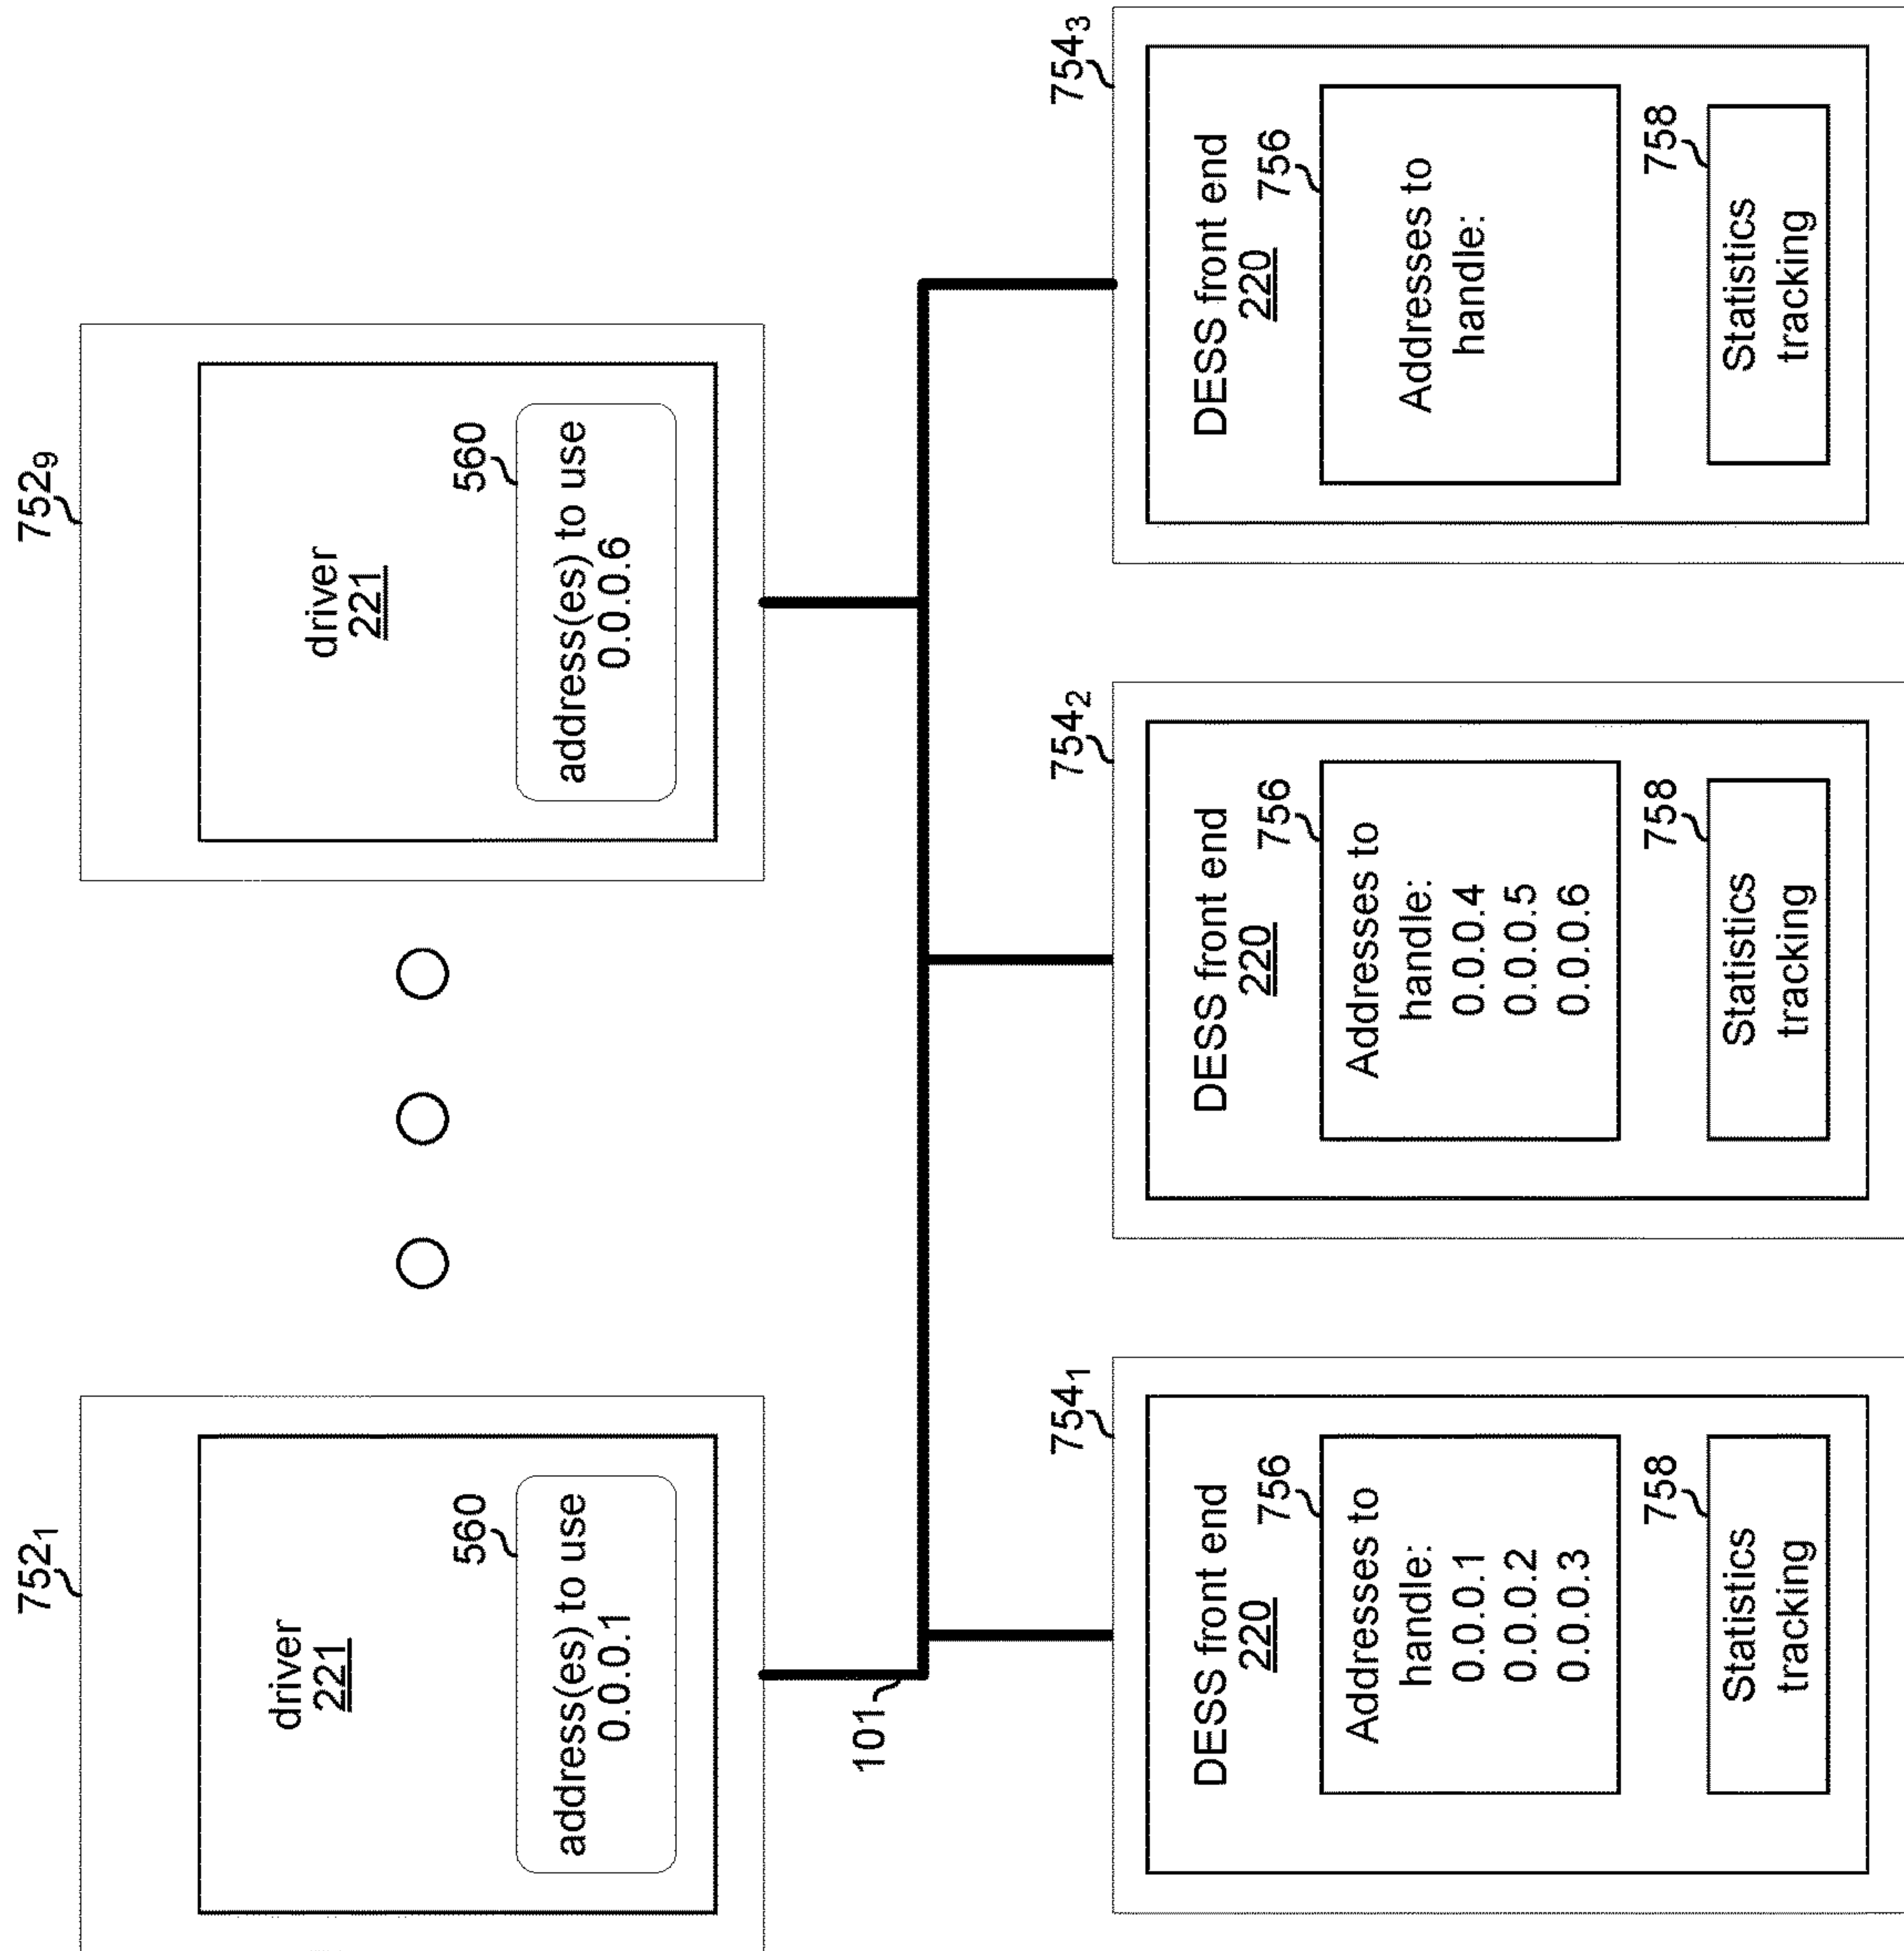 752₁
driver
221
560
address(es) to use
0.0.0.1
752₉
driver
221
560
address(es) to use
0.0.0.6
101
754₁
DESS front end
220
756
Addresses to
handle:
0.0.0.1
0.0.0.2
0.0.0.3
758
Statistics
tracking
754₂
DESS front end
220
756
Addresses to
handle:
0.0.0.4
0.0.0.5
0.0.0.6
758
Statistics
tracking
754₃
DESS front end
220
756
Addresses to
handle:
758
Statistics
tracking